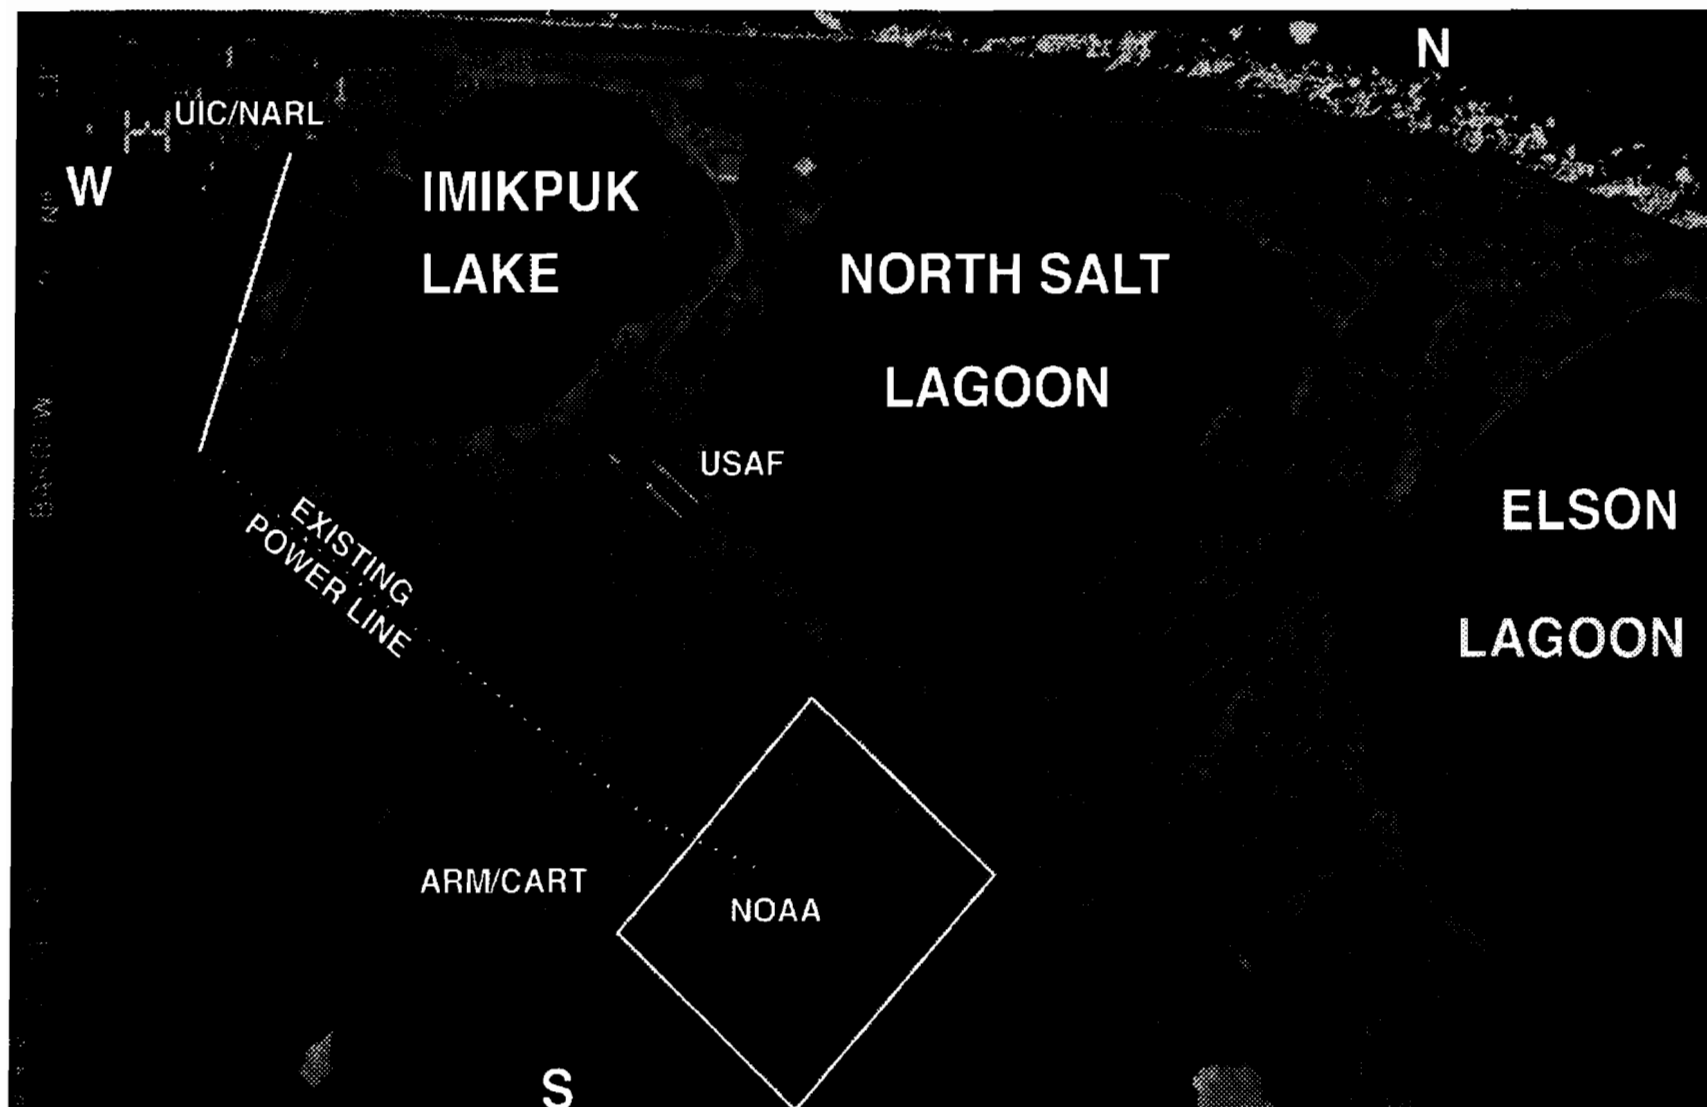 N
UIC/NARL
W
IMIKPUK
LAKE
NORTH SALT
LAGOON
USAF
EXISTING
POWER LINE
ELSON
LAGOON
ARM/CART
NOAA
S